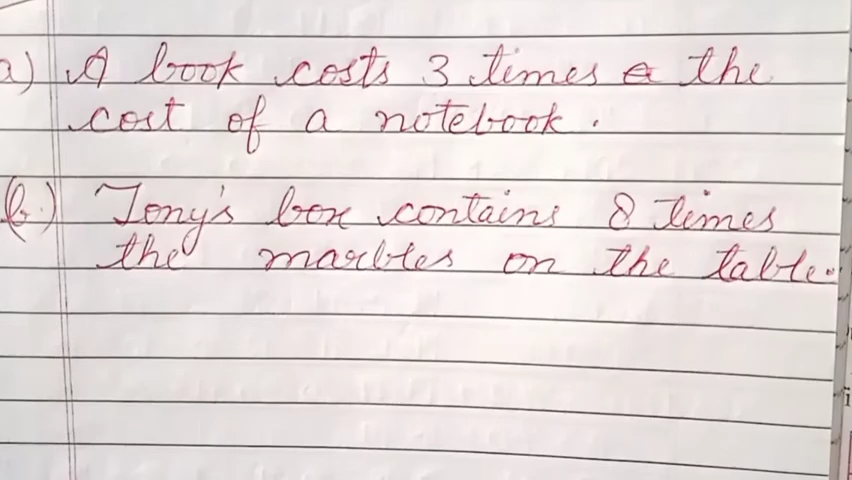 a) A book costs 3 times the
cost of a notebook.
(b.) Tony's box contains 8 times
the marbles on the table.